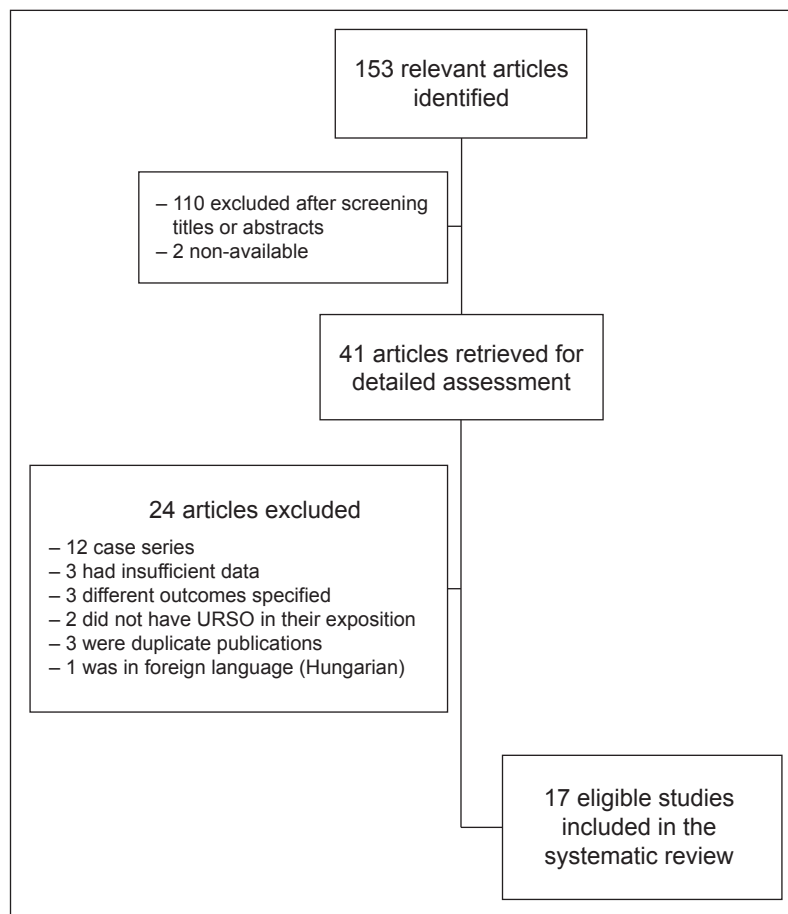 153 relevant articles
identified
– 110 excluded after screening
titles or abstracts
– 2 non-available
41 articles retrieved for
detailed assessment
24 articles excluded
– 12 case series
– 3 had insufficient data
– 3 different outcomes specified
– 2 did not have URSO in their exposition
– 3 were duplicate publications
– 1 was in foreign language (Hungarian)
17 eligible studies
included in the
systematic review